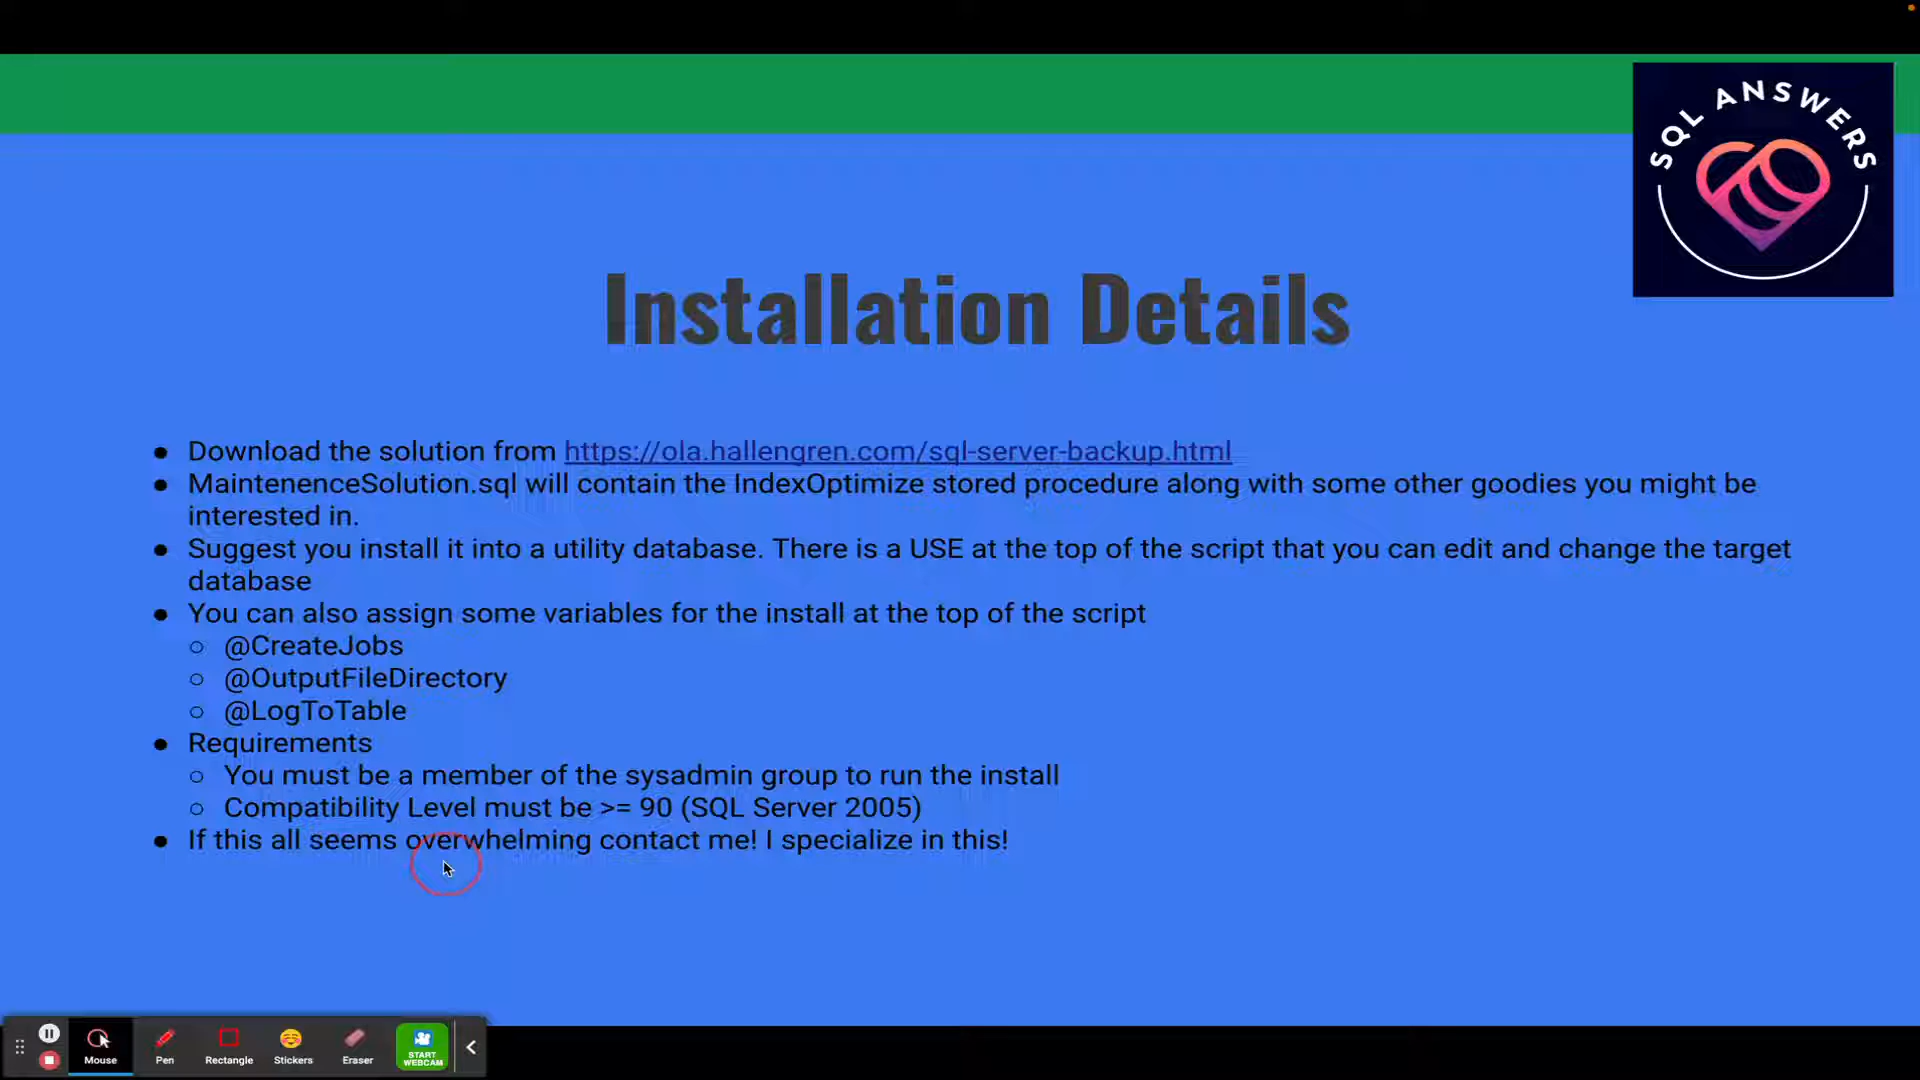 SQL ANSWERS
Installation Details
● Download the solution from https://ola.hallengren.com/sql-server-backup.html
● MaintenenceSolution.sql will contain the IndexOptimize stored procedure along with some other goodies you might be
interested in.
● Suggest you install it into a utility database. There is a USE at the top of the script that you can edit and change the target
database
● You can also assign some variables for the install at the top of the script
○ @CreateJobs
○ @OutputFileDirectory
○ @LogToTable
● Requirements
○ You must be a member of the sysadmin group to run the install
○ Compatibility Level must be >= 90 (SQL Server 2005)
● If this all seems overwhelming contact me! I specialize in this!
Mouse Pen Rectangle Stickers Eraser START
WEBCAM